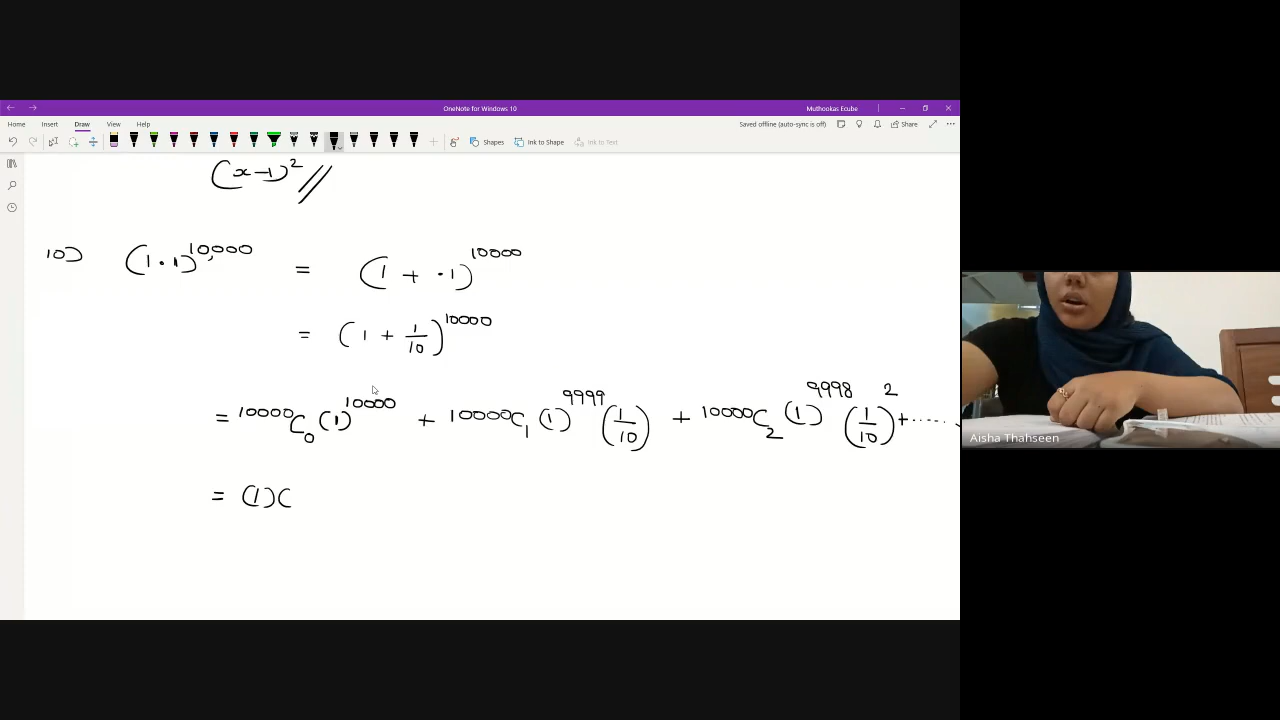 OneNote for Windows 10
Muthookas Ecube
Home Insert Draw View Help
Saved offline (auto-sync is off)
Share
Shapes
Ink to Shape
Ink to Text
(x-1)²//
10) (1.1)^10,000 = (1 + .1)^10000
= (1 + 1/10)^10000
= 10000C₀ (1)^10000 + 10000C₁ (1)^9999 (1/10) + 10000C₂ (1)^9998 (1/10)² + .....
= (1)(
Aisha Thahseen